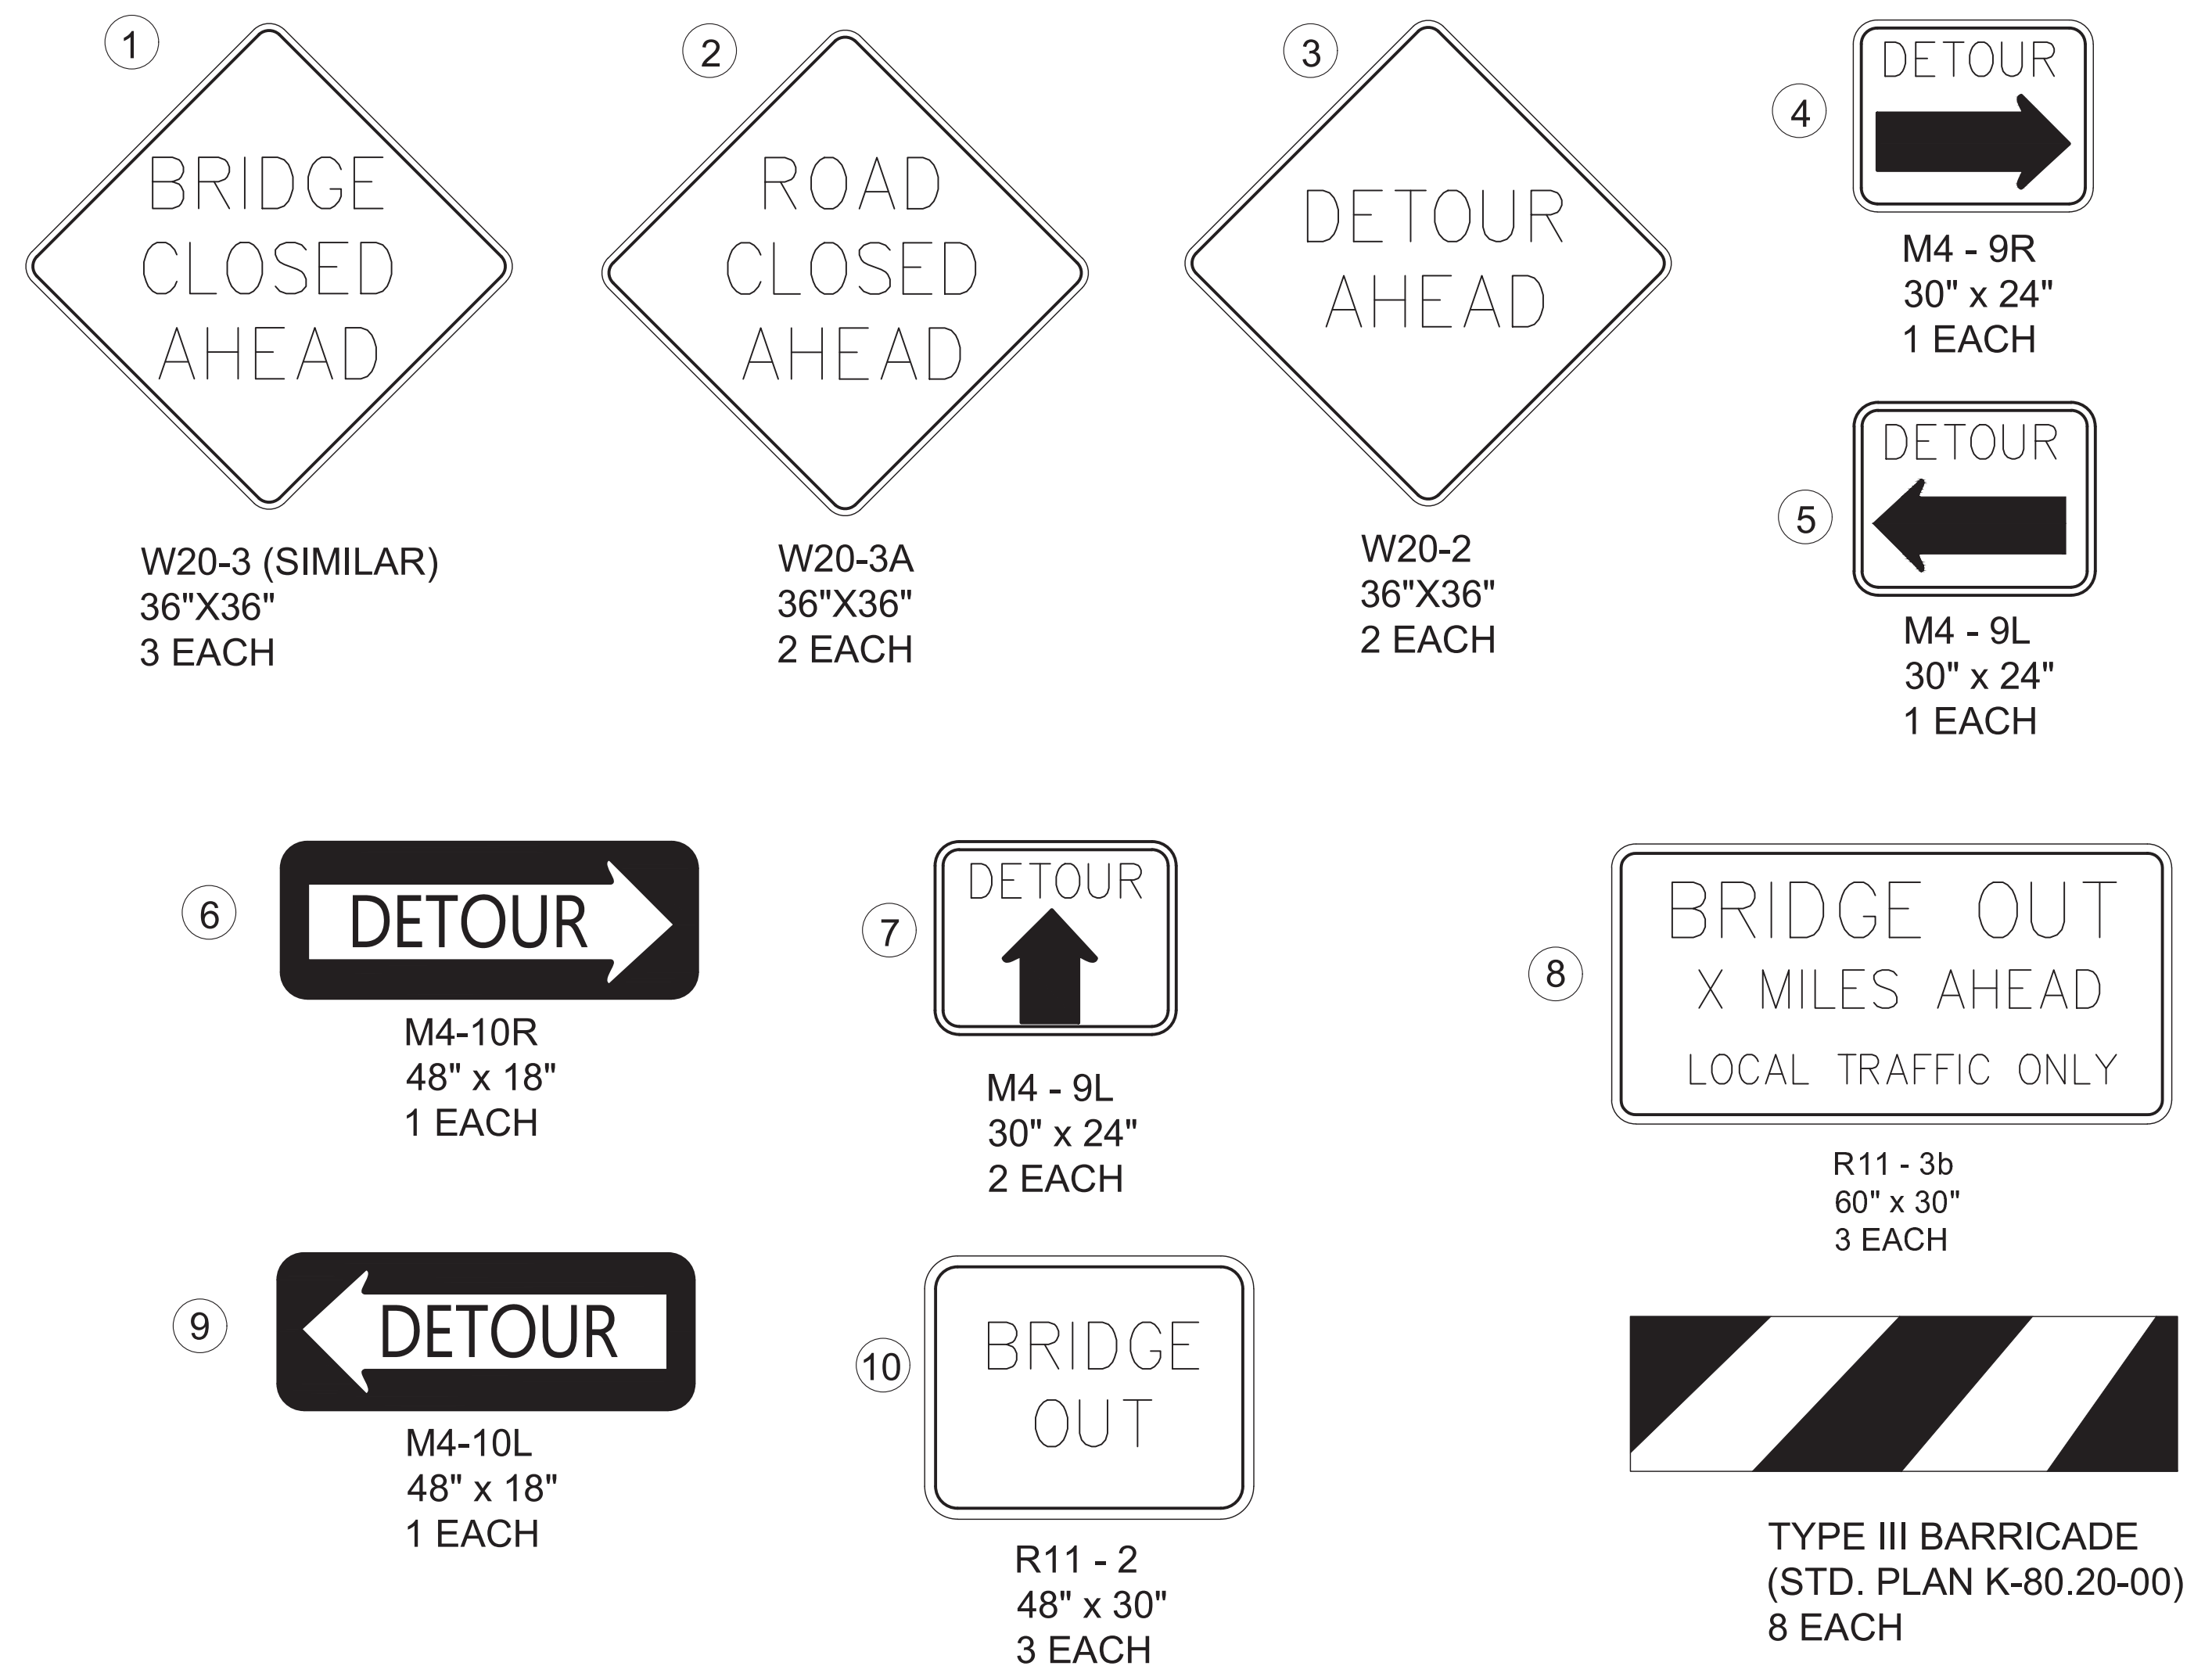 1
BRIDGE
CLOSED
AHEAD
W20-3 (SIMILAR)
36"X36"
3 EACH
2
ROAD
CLOSED
AHEAD
W20-3A
36"X36"
2 EACH
3
DETOUR
AHEAD
W20-2
36"X36"
2 EACH
4
DETOUR
M4 - 9R
30" x 24"
1 EACH
5
DETOUR
M4 - 9L
30" x 24"
1 EACH
6
DETOUR
M4-10R
48" x 18"
1 EACH
7
DETOUR
M4 - 9L
30" x 24"
2 EACH
8
BRIDGE OUT
X MILES AHEAD
LOCAL TRAFFIC ONLY
R11 - 3b
60" x 30"
3 EACH
9
DETOUR
M4-10L
48" x 18"
1 EACH
10
BRIDGE
OUT
R11 - 2
48" x 30"
3 EACH
TYPE III BARRICADE
(STD. PLAN K-80.20-00)
8 EACH